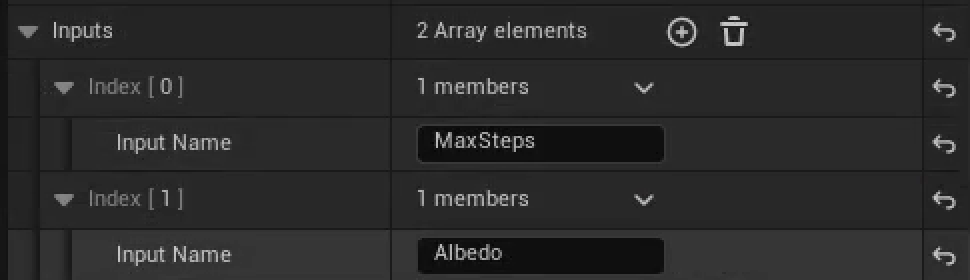 Inputs 2 Array elements
Index [ 0 ] 1 members
Input Name MaxSteps
Index [ 1 ] 1 members
Input Name Albedo